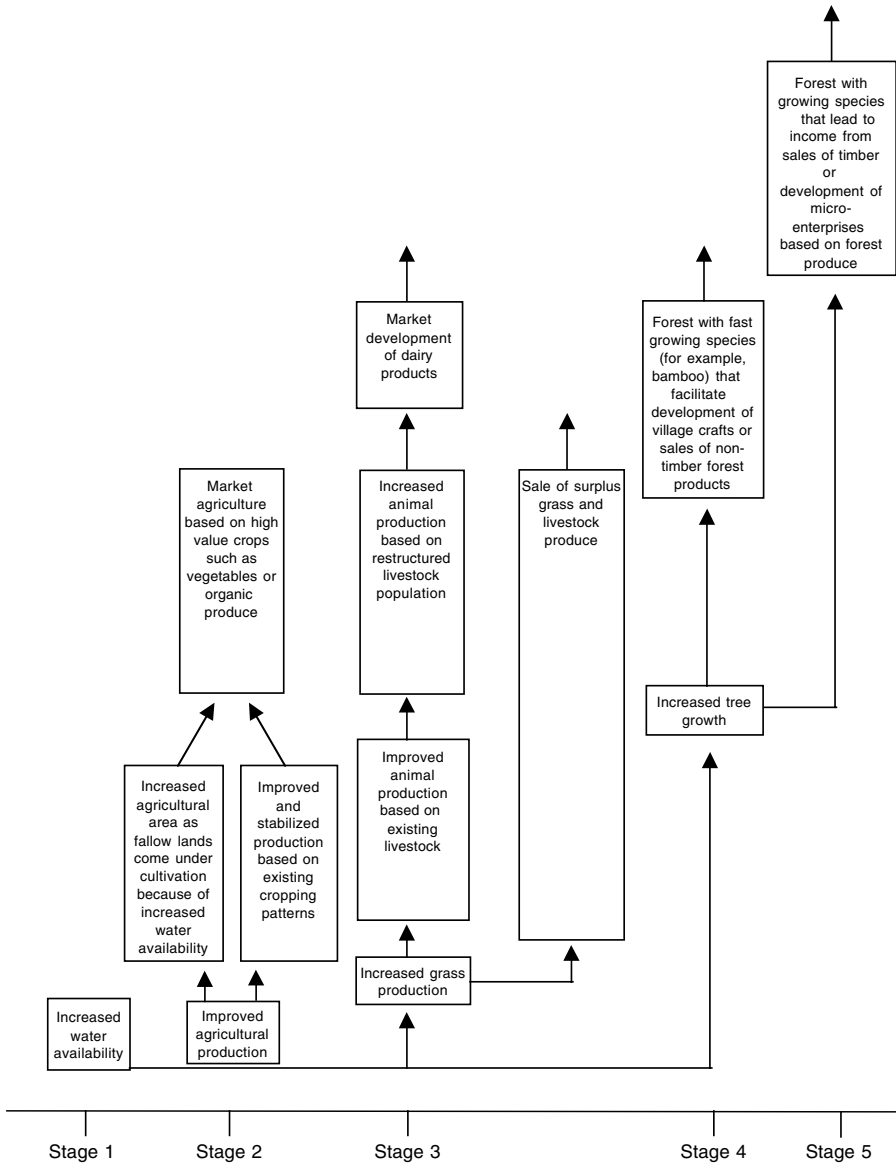 Forest with
growing species
that lead to
income from
sales of timber
or
development of
micro-
enterprises
based on forest
produce
Market
development
of dairy
products
Forest with fast
growing species
(for example,
bamboo) that
facilitate
development of
village crafts or
sales of non-
timber forest
products
Market
agriculture
based on high
value crops
such as
vegetables or
organic
produce
Increased
animal
production
based on
restructured
livestock
population
Sale of surplus
grass and
livestock
produce
Increased tree
growth
Increased
agricultural
area as
fallow lands
come under
cultivation
because of
increased
water
availability
Improved
and
stabilized
production
based on
existing
cropping
patterns
Improved
animal
production
based on
existing
livestock
Increased grass
production
Increased
water
availability
Improved
agricultural
production
Stage 1
Stage 2
Stage 3
Stage 4
Stage 5